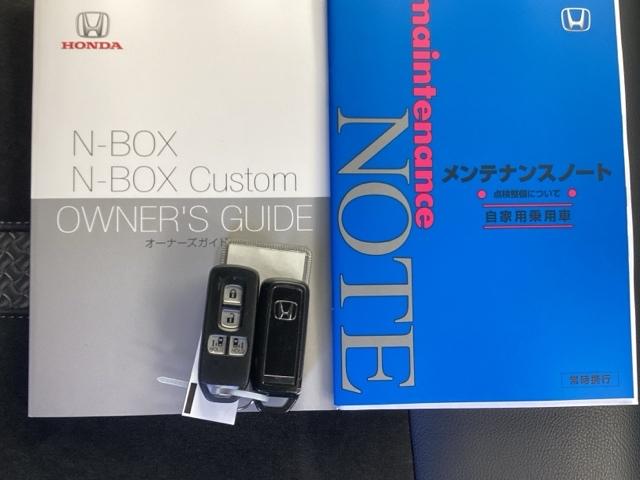 HONDA
N-BOX
N-BOX Custom
OWNER'S GUIDE
オーナーズガイド
maintenance
NOTE
メンテナンスノート
点検整備について
自家用乗用車
常時携行
HOLD
HOLD